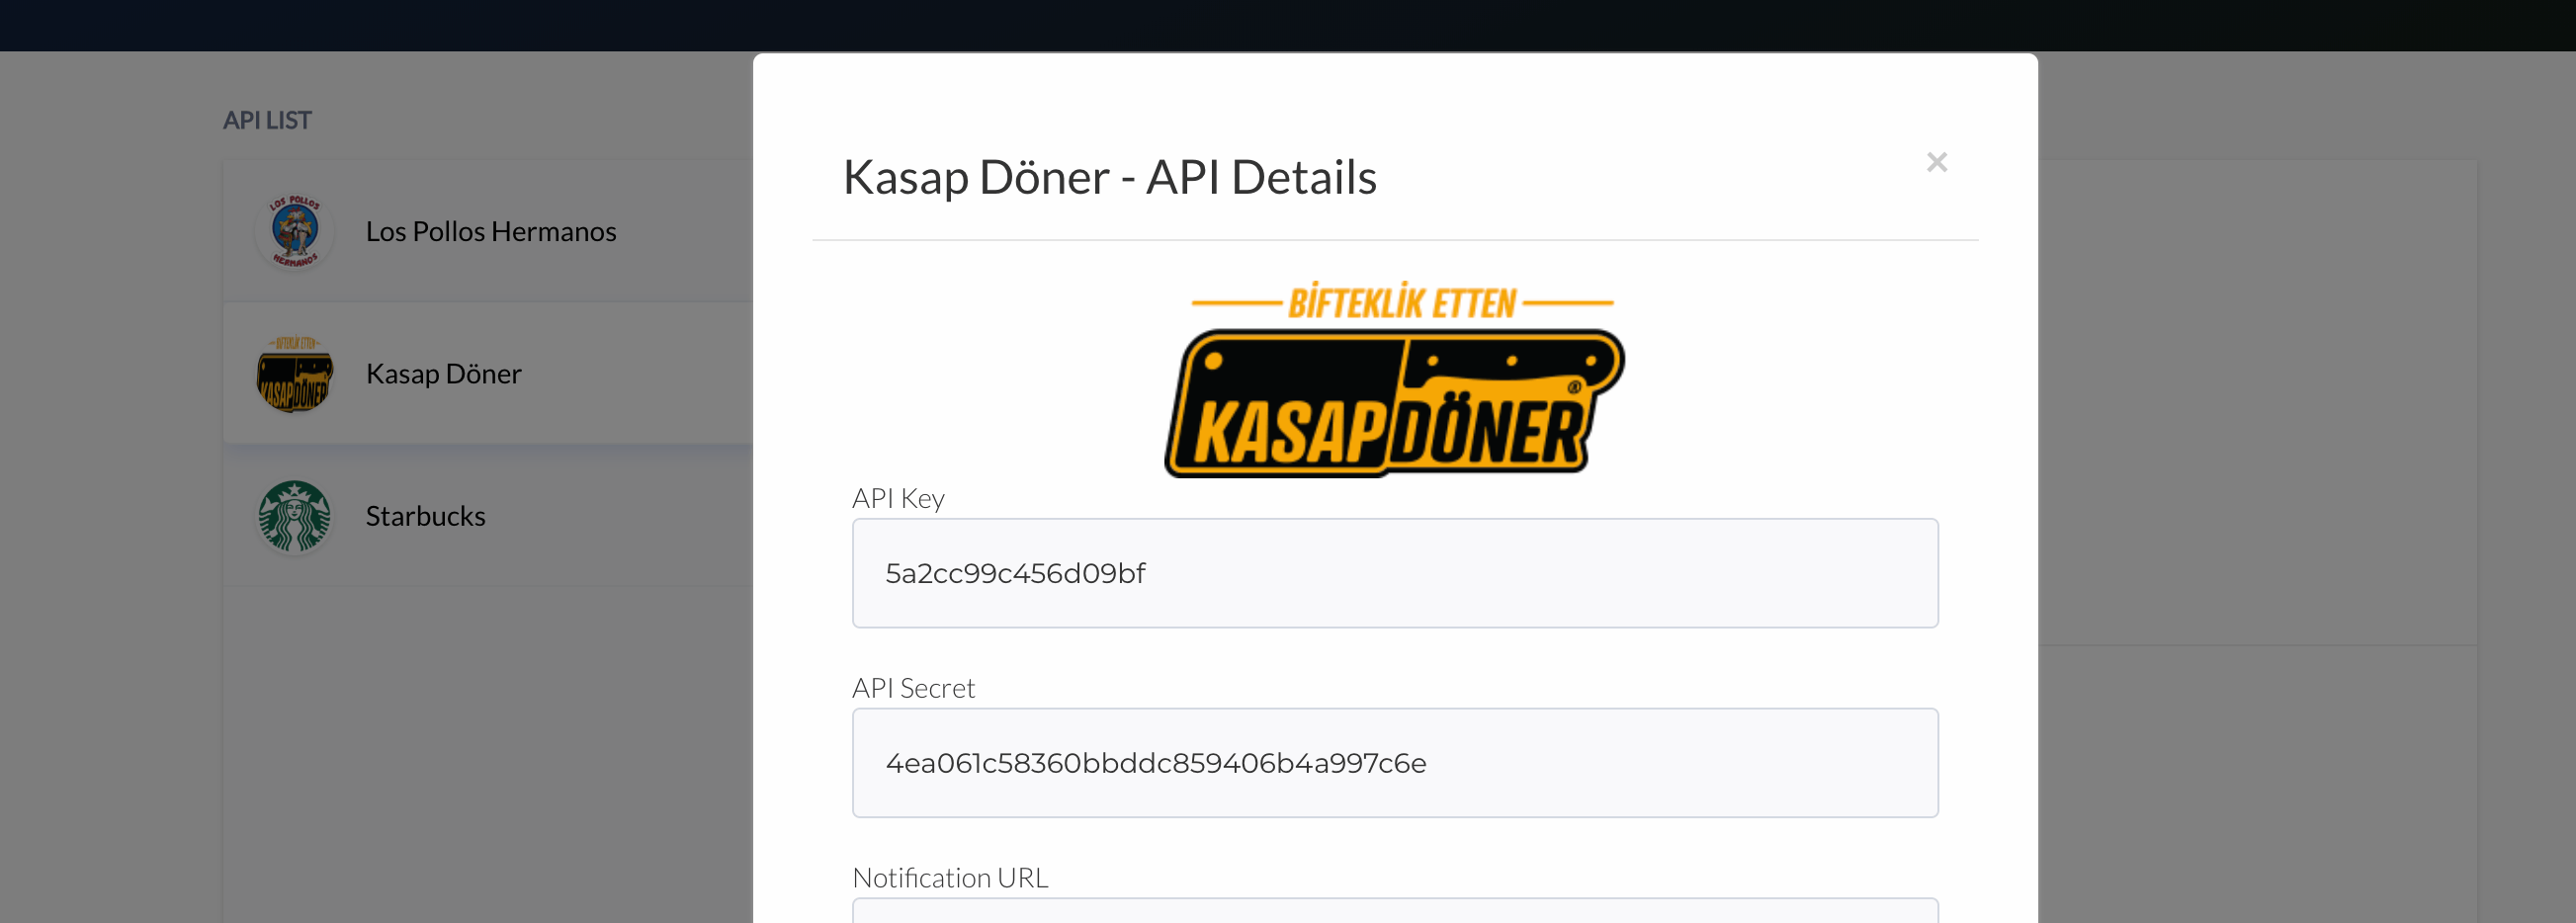 API LIST
LOS POLLOS
HERMANOS
Los Pollos Hermanos
BİFTEKLİK ETTEN
KASAPDÖNER
Kasap Döner
Starbucks
Kasap Döner - API Details
×
BİFTEKLİK ETTEN
KASAPDÖNER®
API Key
5a2cc99c456d09bf
API Secret
4ea061c58360bbddc859406b4a997c6e
Notification URL